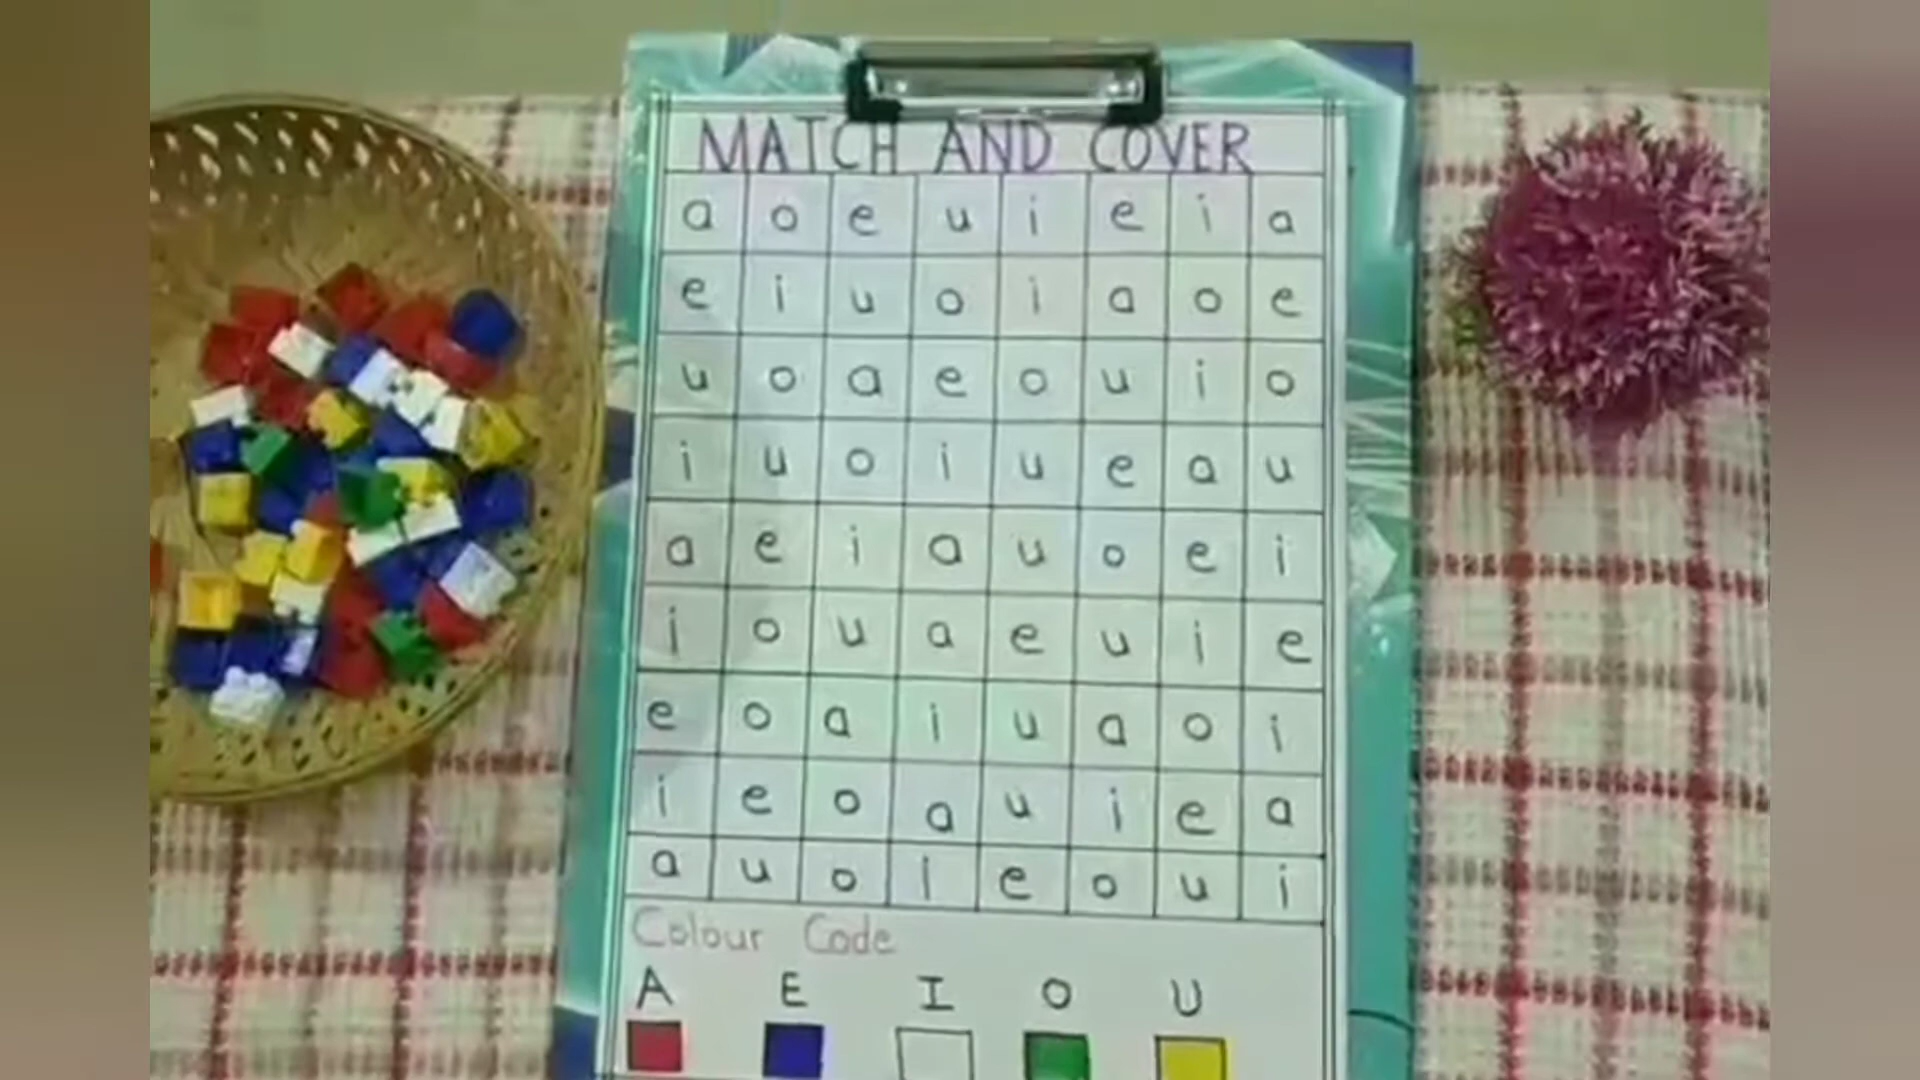 MATCH AND COVER
a o e u i e i a
e i u o i a o e
u o a e o u i o
i u o i u e a u
a e i a u o e i
i o u a e u i e
e o a i u a o i
i e o a u i e a
a u o i e o u i
Colour Code
A E I O U